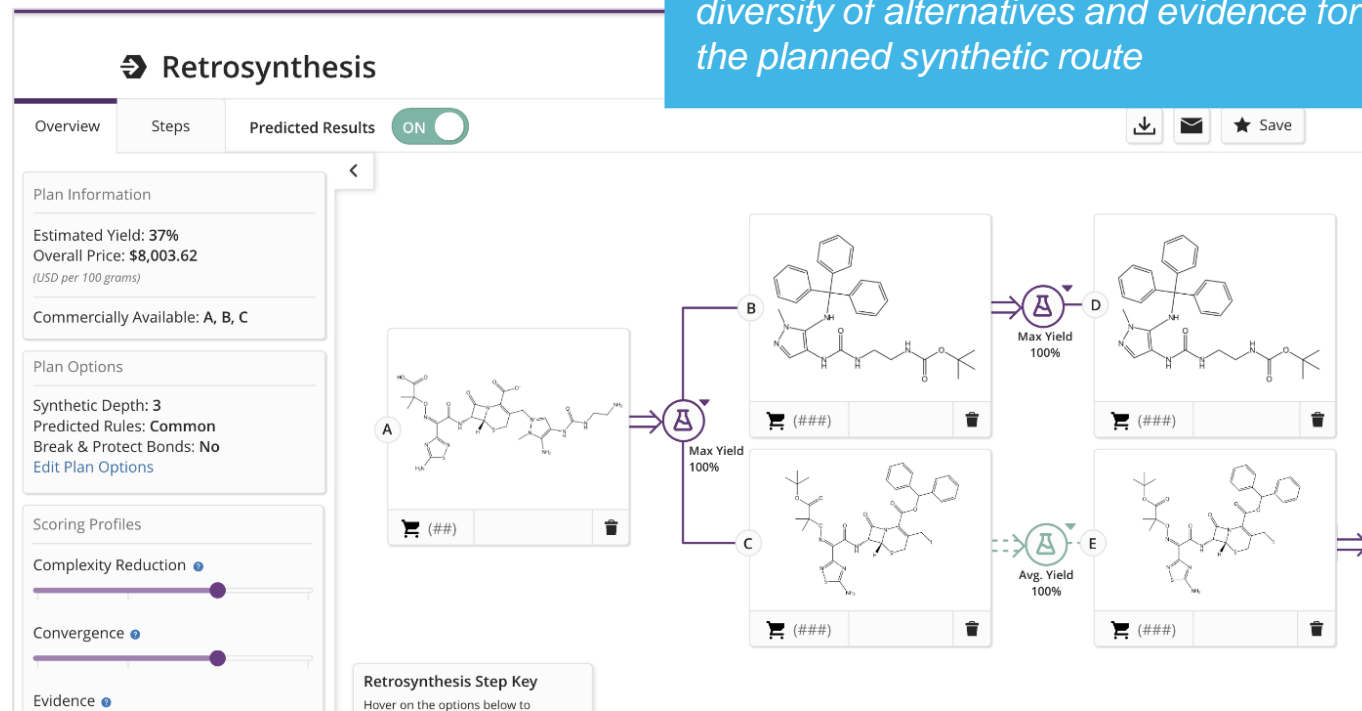 diversity of alternatives and evidence for
the planned synthetic route
Retrosynthesis
Overview
Steps
Predicted Results
ON
Save
Plan Information
Estimated Yield: 37%
Overall Price: $8,003.62
(USD per 100 grams)
Commercially Available: A, B, C
Plan Options
Synthetic Depth: 3
Predicted Rules: Common
Break & Protect Bonds: No
Edit Plan Options
Scoring Profiles
Complexity Reduction
Convergence
Evidence
A
(##)
Max Yield
100%
B
(###)
Max Yield
100%
D
(###)
C
(###)
Avg. Yield
100%
E
(###)
Retrosynthesis Step Key
Hover on the options below to